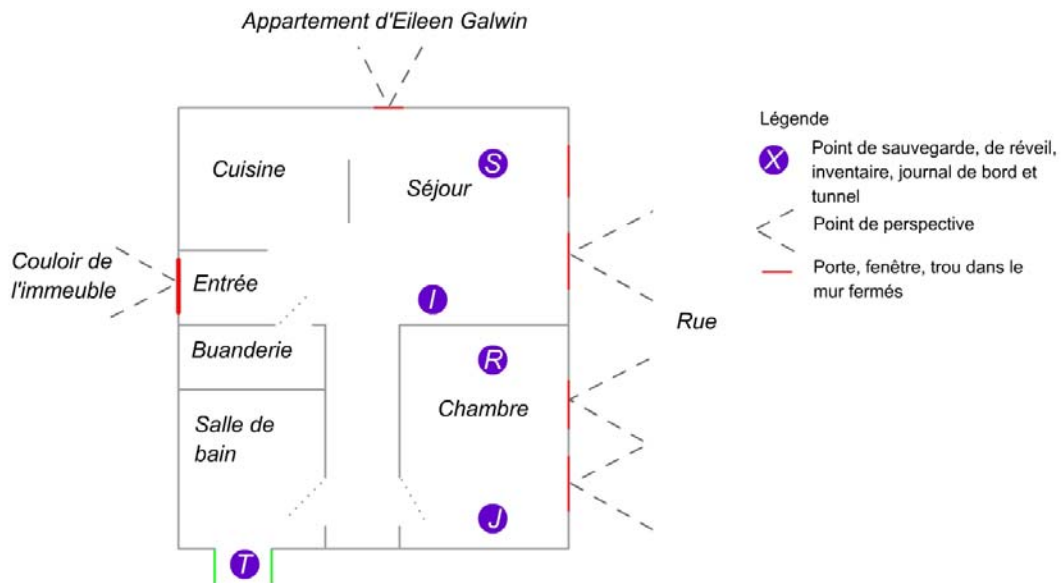 Appartement d'Eileen Galwin
Légende
X
Point de sauvegarde, de réveil,
inventaire, journal de bord et
tunnel
Point de perspective
Porte, fenêtre, trou dans le
mur fermés
Cuisine
S
Séjour
Couloir de
l'immeuble
Entrée
I
Rue
Buanderie
R
Chambre
Salle de
bain
J
T